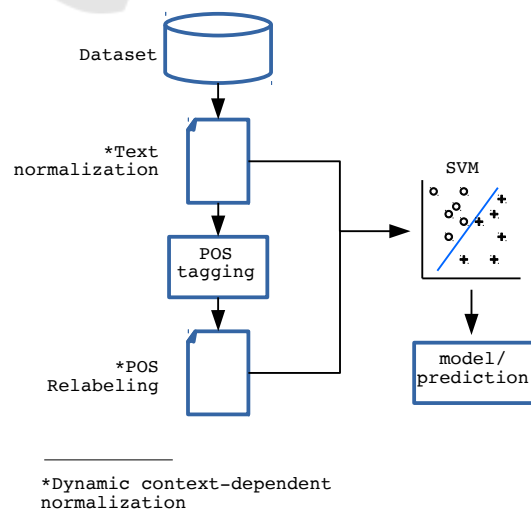 Dataset
*Text
normalization
SVM
POS
tagging
*POS
Relabeling
model/
prediction
*Dynamic context-dependent
normalization